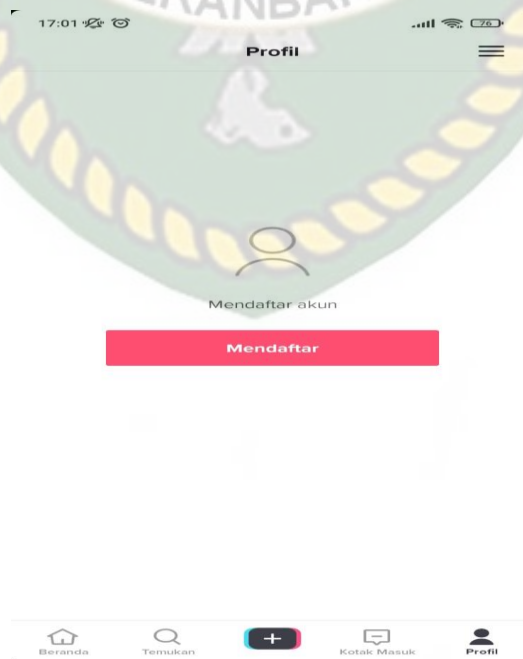 17:01
76
Profil
Mendaftar akun
Mendaftar
Beranda
Temukan
Kotak Masuk
Profil